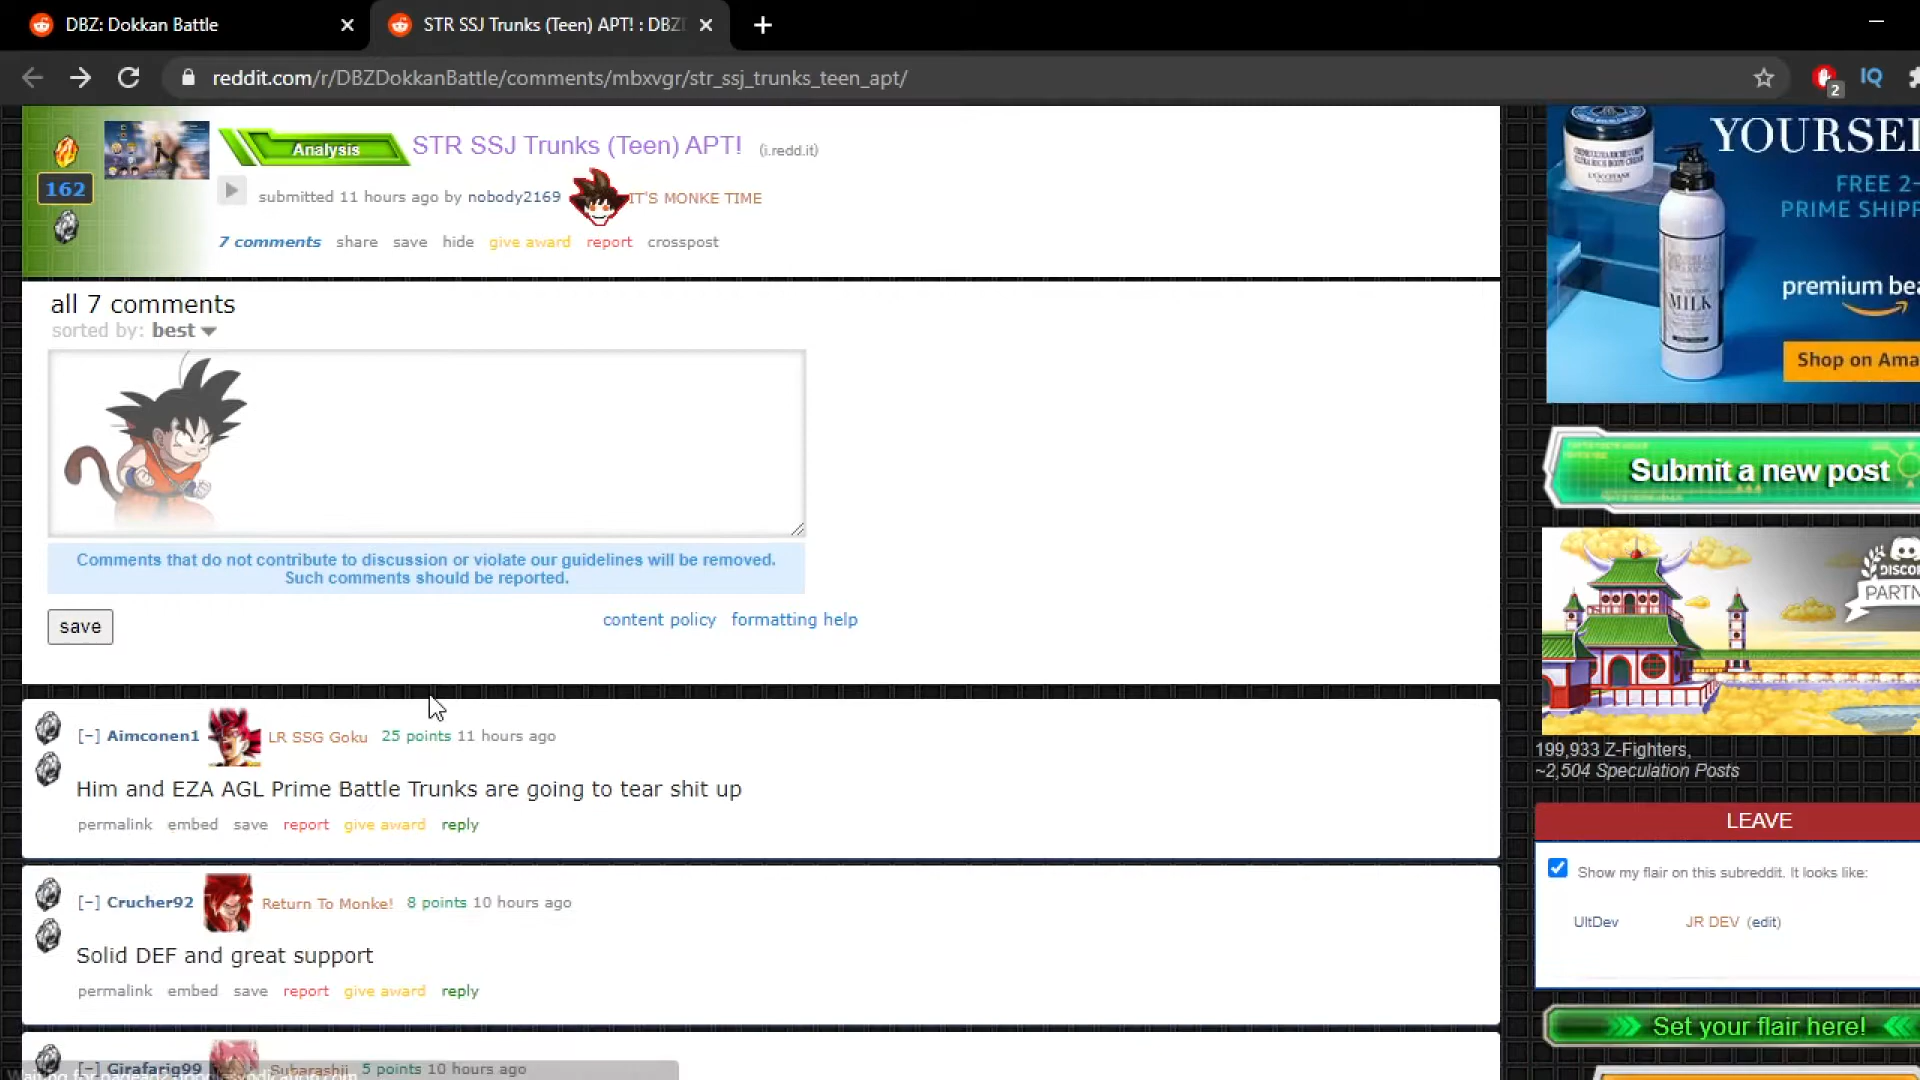 DBZ: Dokkan Battle
STR SSJ Trunks (Teen) APT! : DBZ
reddit.com/r/DBZDokkanBattle/comments/mbxvgr/str_ssj_trunks_teen_apt/
2
IQ
162
Analysis
STR SSJ Trunks (Teen) APT! (i.redd.it)
submitted 11 hours ago by nobody2169 IT'S MONKE TIME
7 comments share save hide give award report crosspost
all 7 comments
sorted by: best
Comments that do not contribute to discussion or violate our guidelines will be removed.
Such comments should be reported.
save
content policy formatting help
[–] Aimconen1 LR SSG Goku 25 points 11 hours ago
Him and EZA AGL Prime Battle Trunks are going to tear shit up
permalink embed save report give award reply
[–] Crucher92 Return To Monke! 8 points 10 hours ago
Solid DEF and great support
permalink embed save report give award reply
[–] Girafarig99 Subarashii 5 points 10 hours ago
YOURSEL
FREE 2-
PRIME SHIPP
MILK
premium bea
Shop on Ama
Submit a new post
DISCO
PARTN
199,933 Z-Fighters,
~2,504 Speculation Posts
LEAVE
Show my flair on this subreddit. It looks like:
UltDev JR DEV (edit)
Set your flair here!